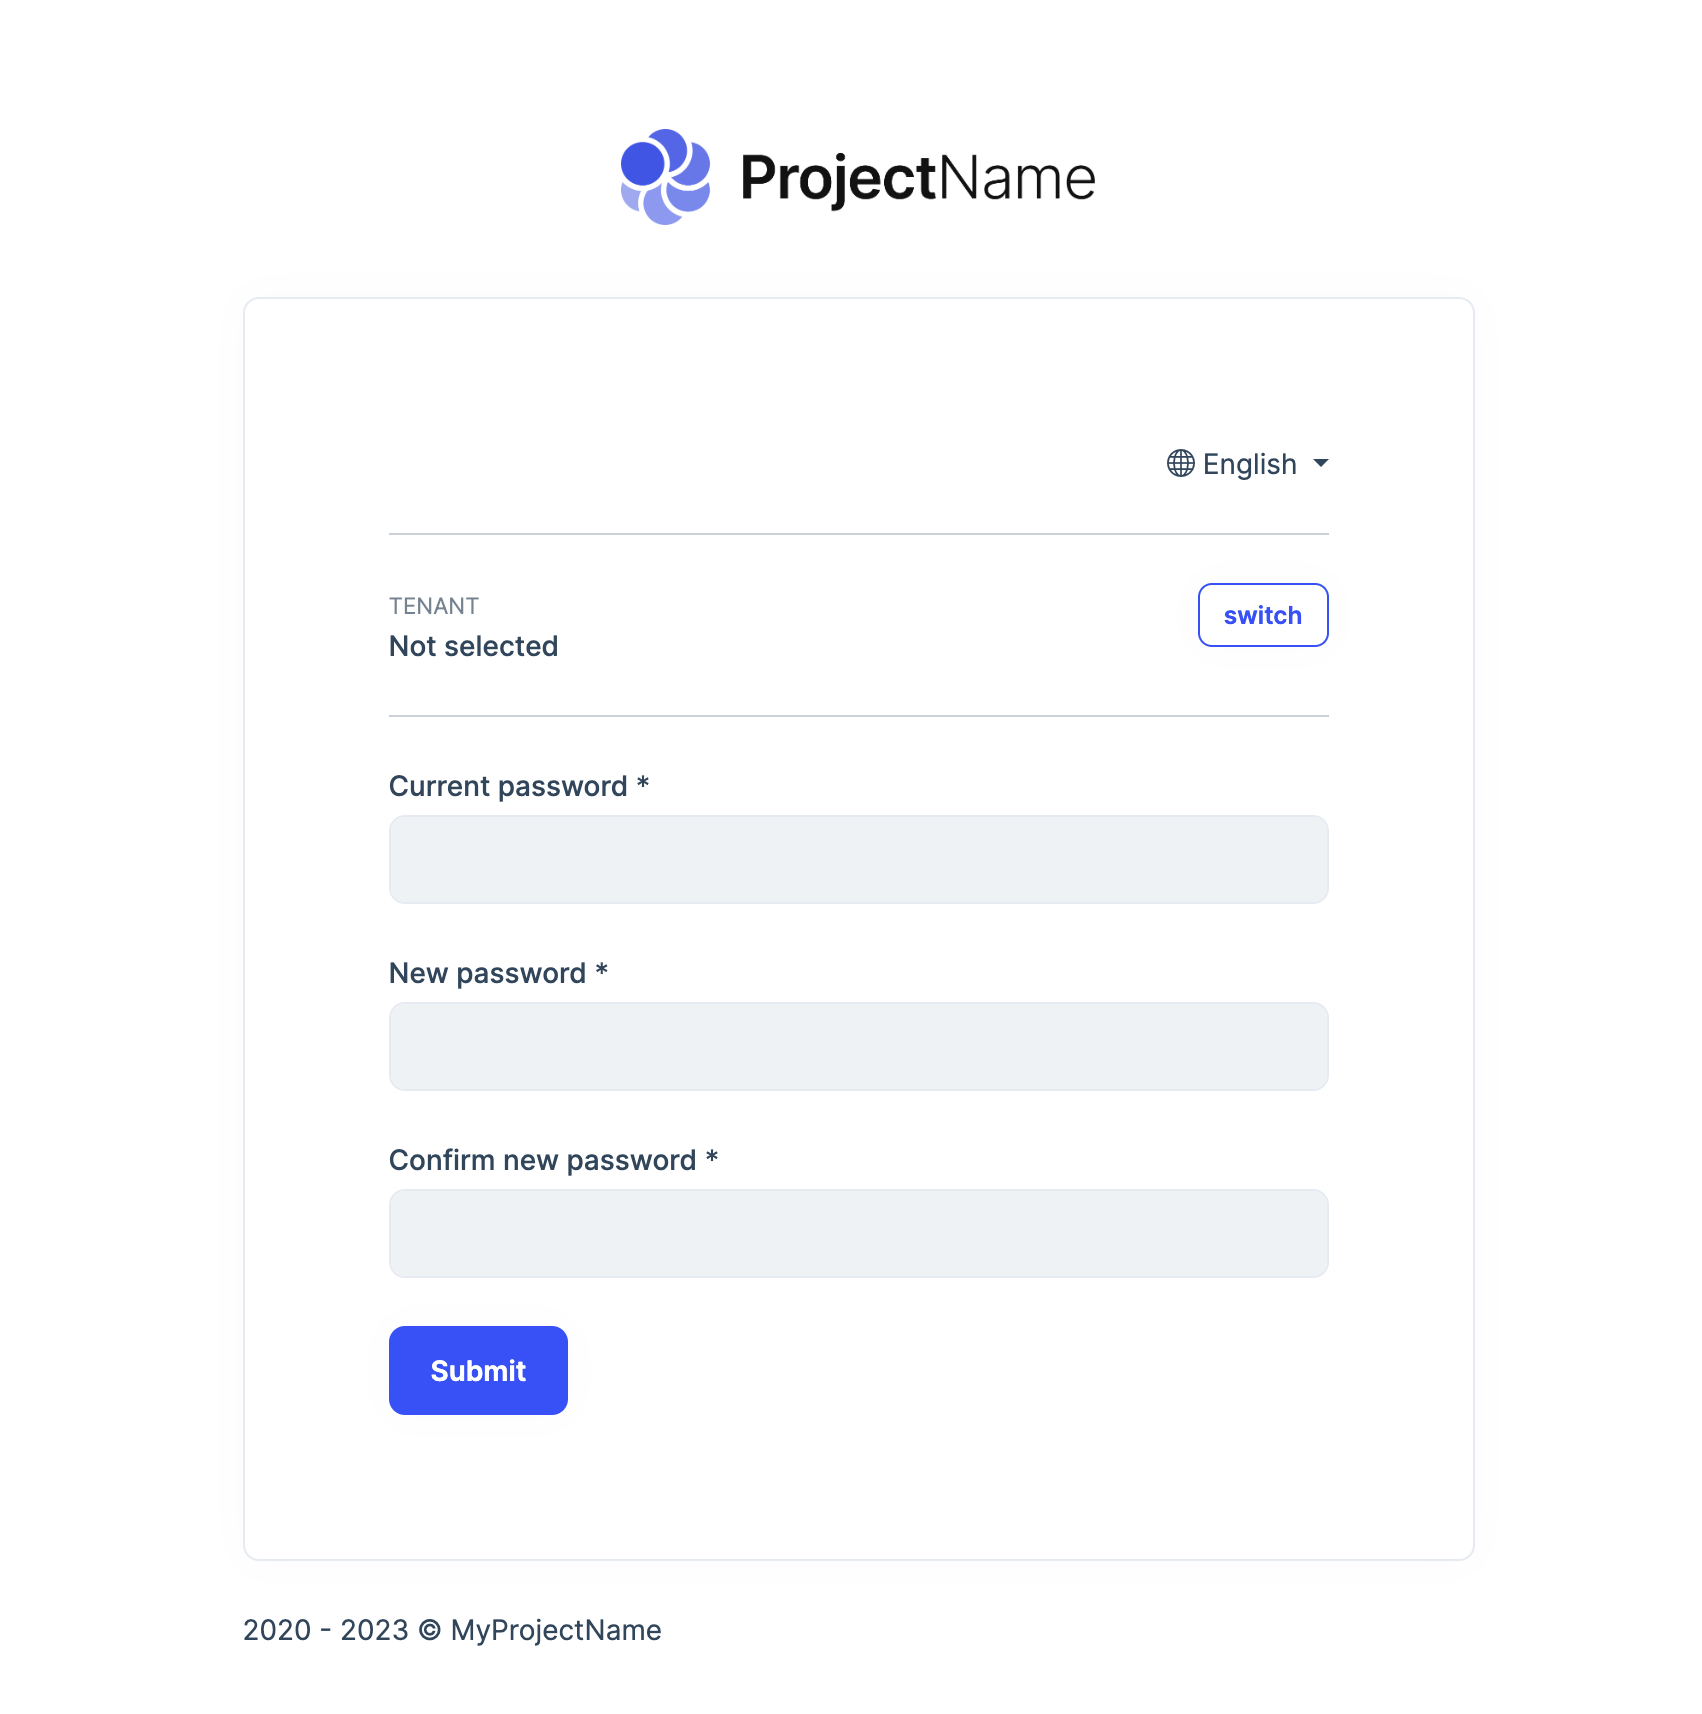 ProjectName
English
TENANT
Not selected
switch
Current password *
New password *
Confirm new password *
Submit
2020 - 2023 © MyProjectName